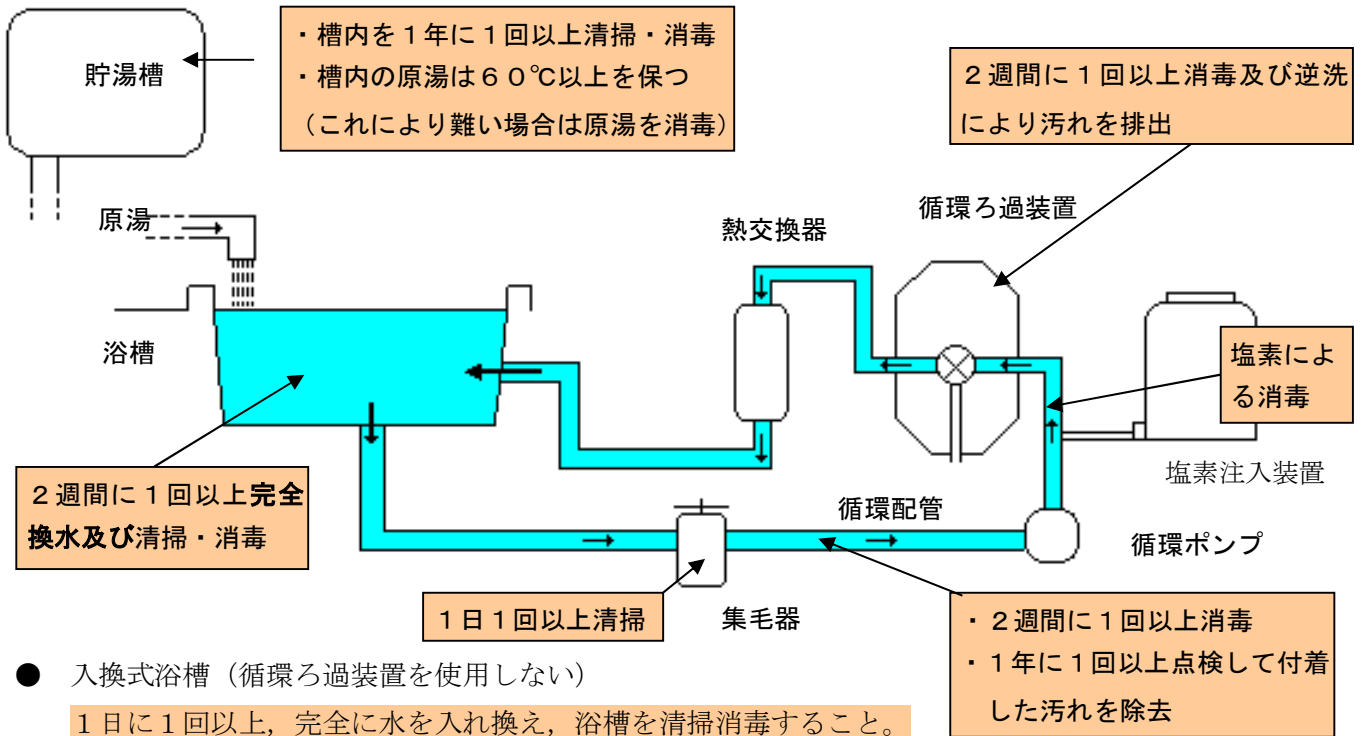 ・槽内を１年に１回以上清掃・消毒
・槽内の原湯は６０℃以上を保つ
（これにより難い場合は原湯を消毒）
貯湯槽
２週間に１回以上消毒及び逆洗
により汚れを排出
原湯
熱交換器
循環ろ過装置
浴槽
塩素によ
る消毒
塩素注入装置
２週間に１回以上完全
換水及び清掃・消毒
循環配管
循環ポンプ
１日１回以上清掃
集毛器
・２週間に１回以上消毒
・１年に１回以上点検して付着
した汚れを除去
● 入換式浴槽（循環ろ過装置を使用しない）
１日に１回以上，完全に水を入れ換え，浴槽を清掃消毒すること。